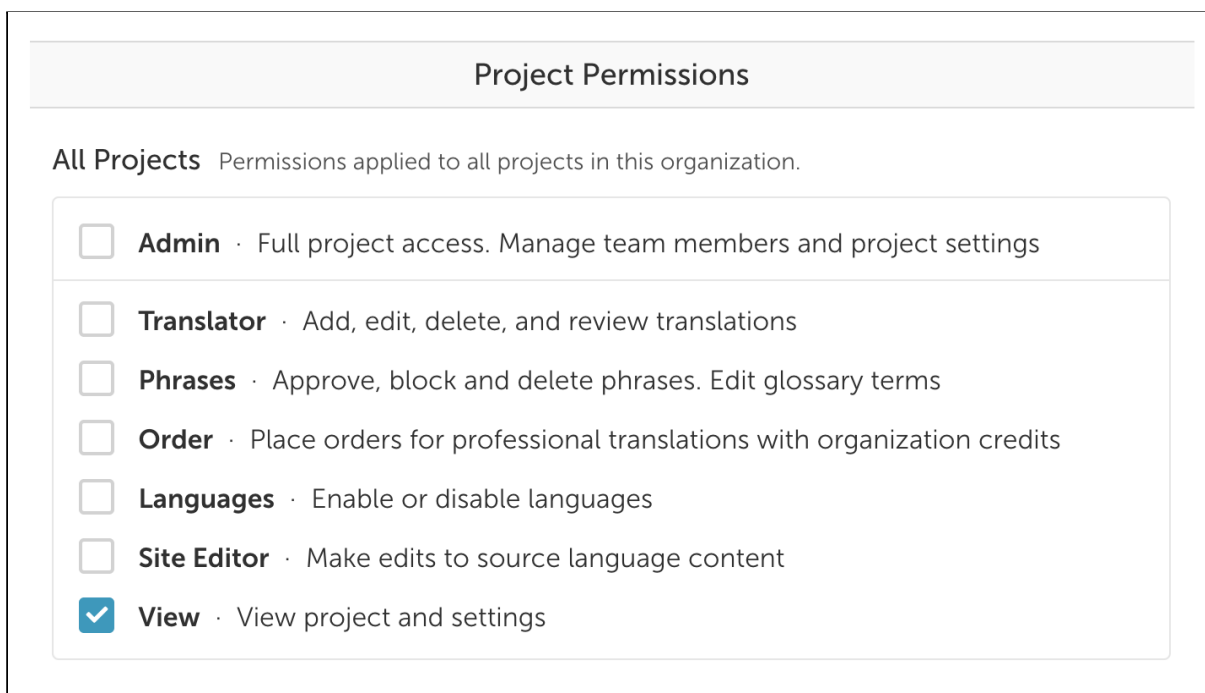 Project Permissions
All Projects Permissions applied to all projects in this organization.
Admin · Full project access. Manage team members and project settings
Translator · Add, edit, delete, and review translations
Phrases · Approve, block and delete phrases. Edit glossary terms
Order · Place orders for professional translations with organization credits
Languages · Enable or disable languages
Site Editor · Make edits to source language content
View · View project and settings